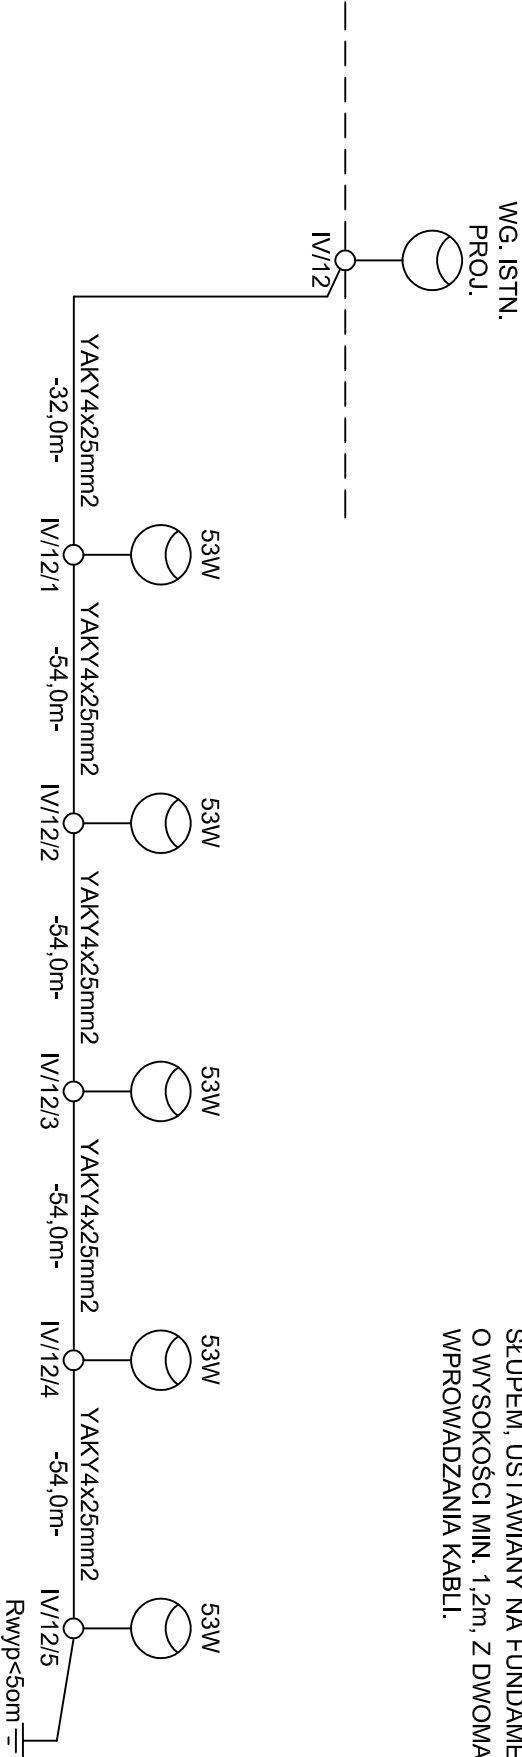 WG. ISTN.
PROJ.
IV/12
YAKY4x25mm2
-32,0m-
53W
IV/12/1
YAKY4x25mm2
-54,0m-
53W
IV/12/2
YAKY4x25mm2
-54,0m-
53W
IV/12/3
YAKY4x25mm2
-54,0m-
53W
IV/12/4
YAKY4x25mm2
-54,0m-
53W
IV/12/5
Rwyp<5om
SŁUPEM, USTAWIANY NA FUNDAME
O WYSOKOŚCI MIN. 1,2m, Z DWOMA
WPROWADZANIA KABLI.